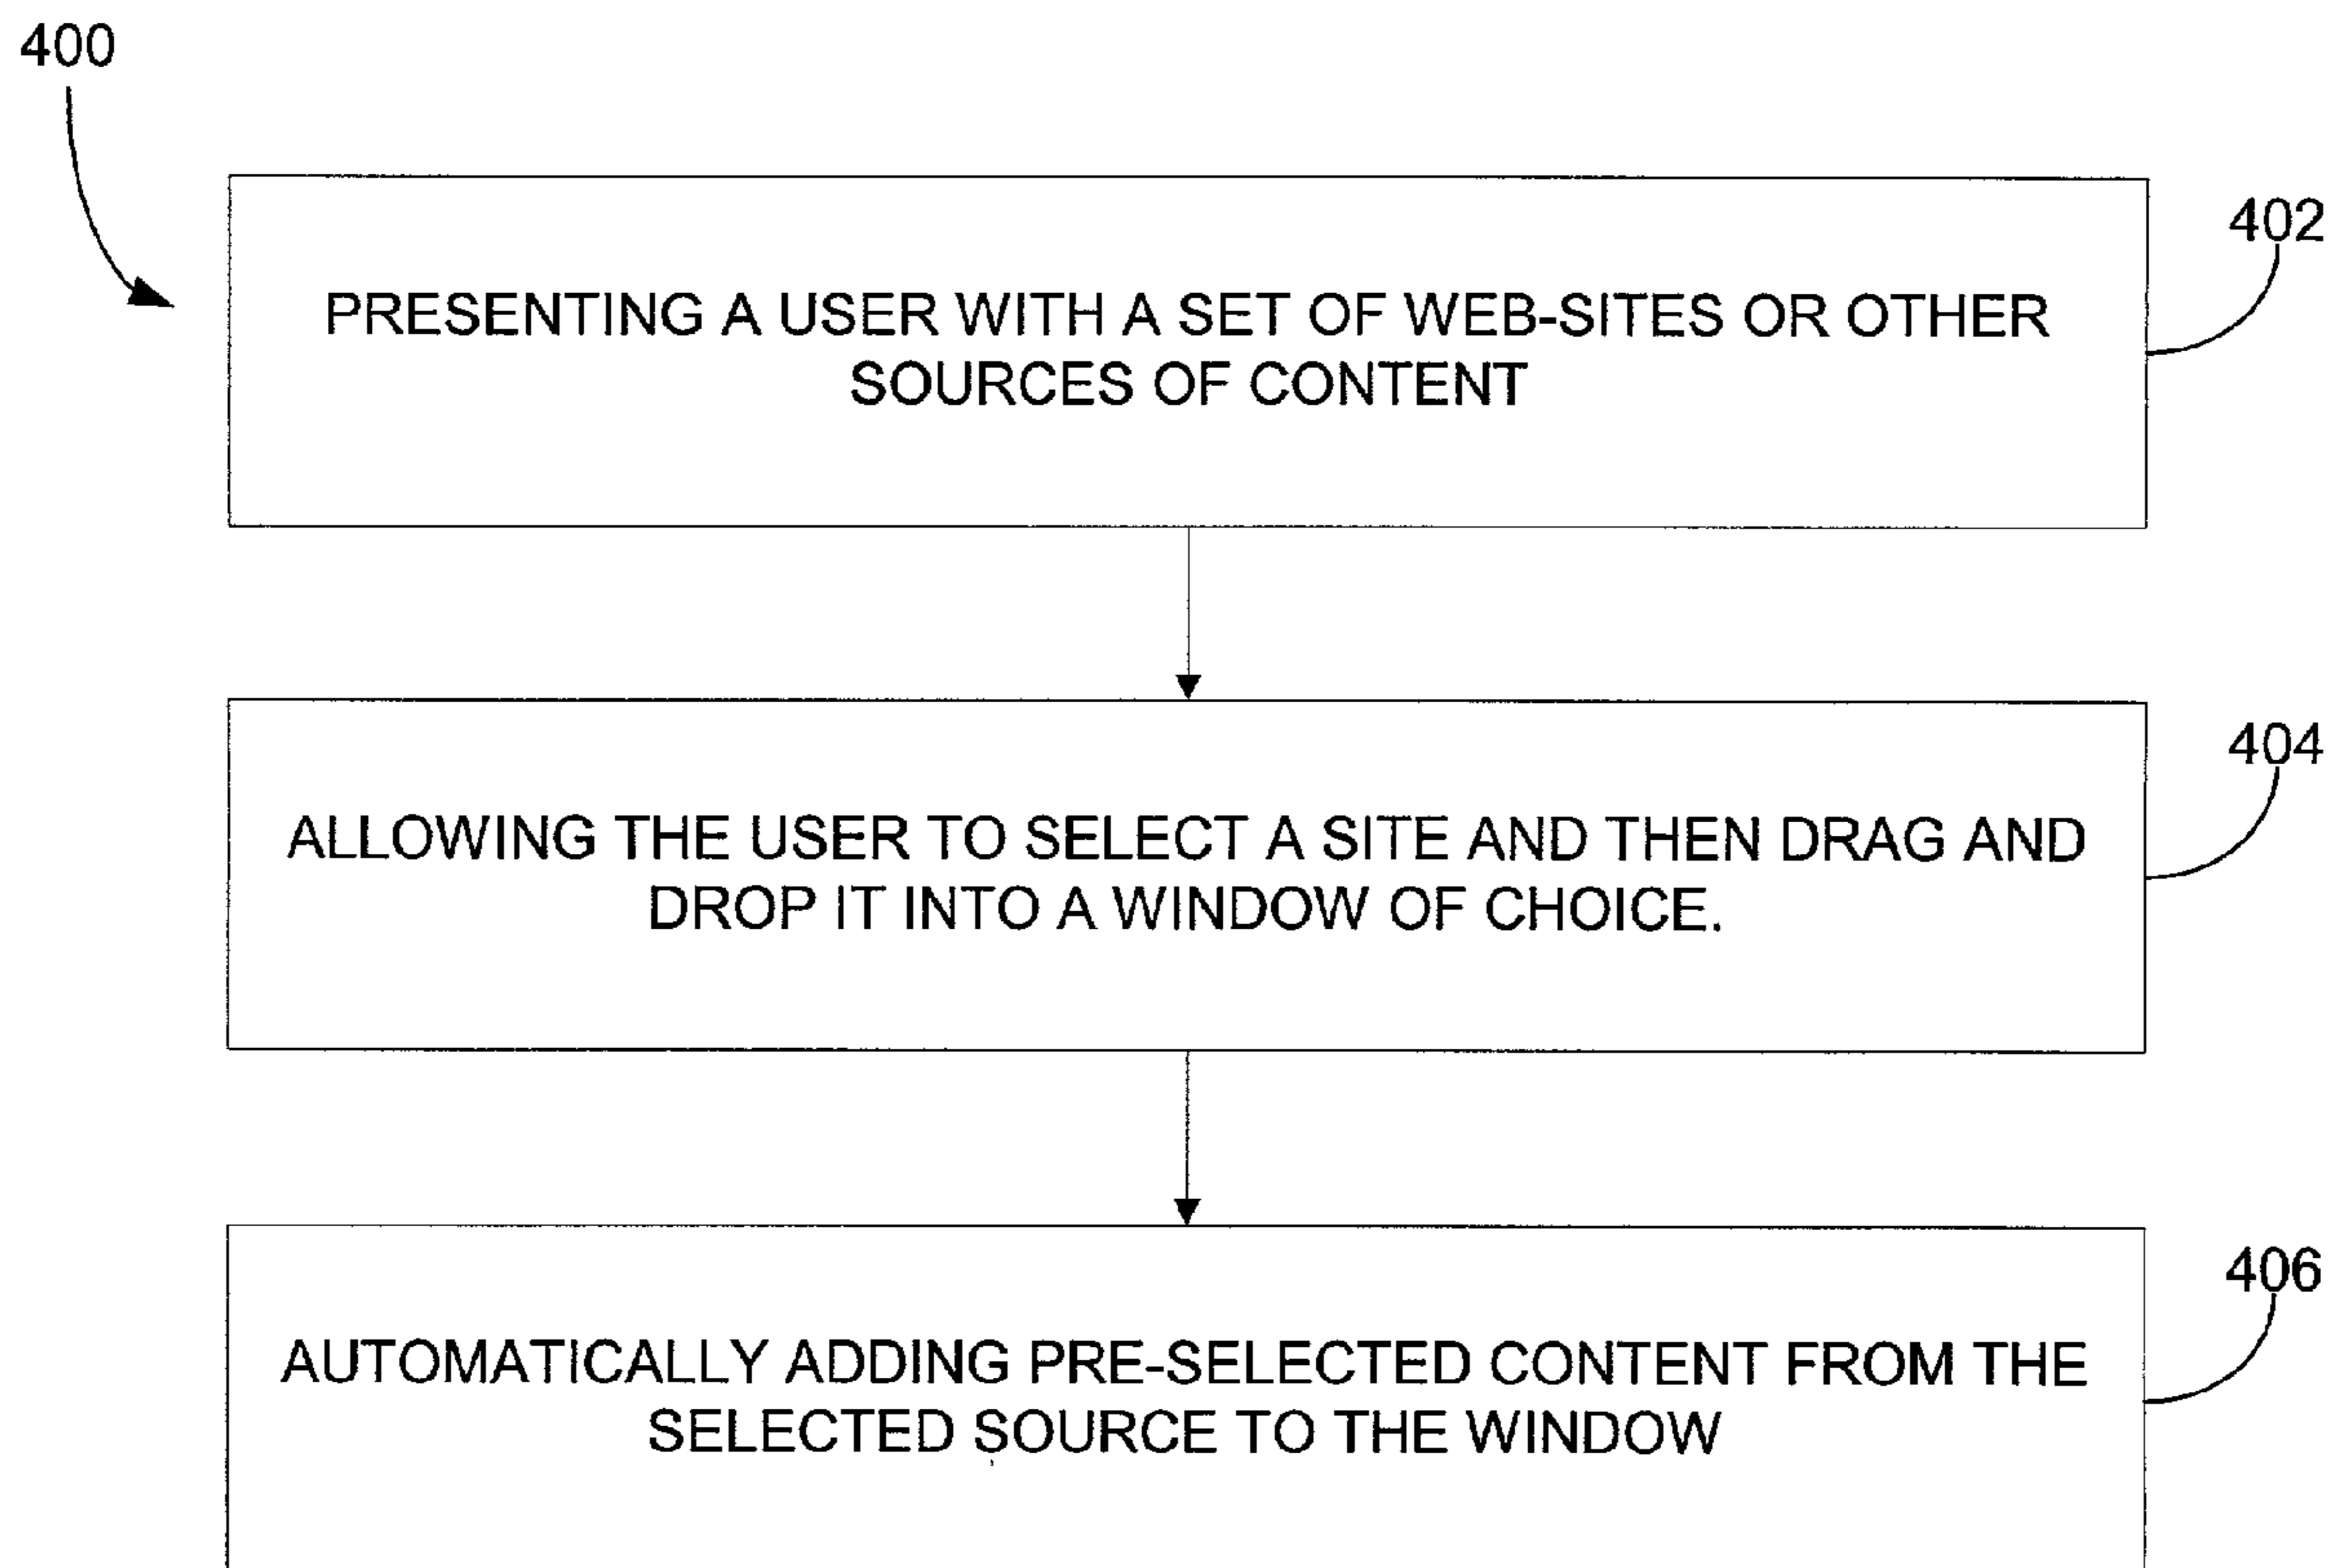 400
402
PRESENTING A USER WITH A SET OF WEB-SITES OR OTHER
SOURCES OF CONTENT
404
ALLOWING THE USER TO SELECT A SITE AND THEN DRAG AND
DROP IT INTO A WINDOW OF CHOICE.
406
AUTOMATICALLY ADDING PRE-SELECTED CONTENT FROM THE
SELECTED SOURCE TO THE WINDOW